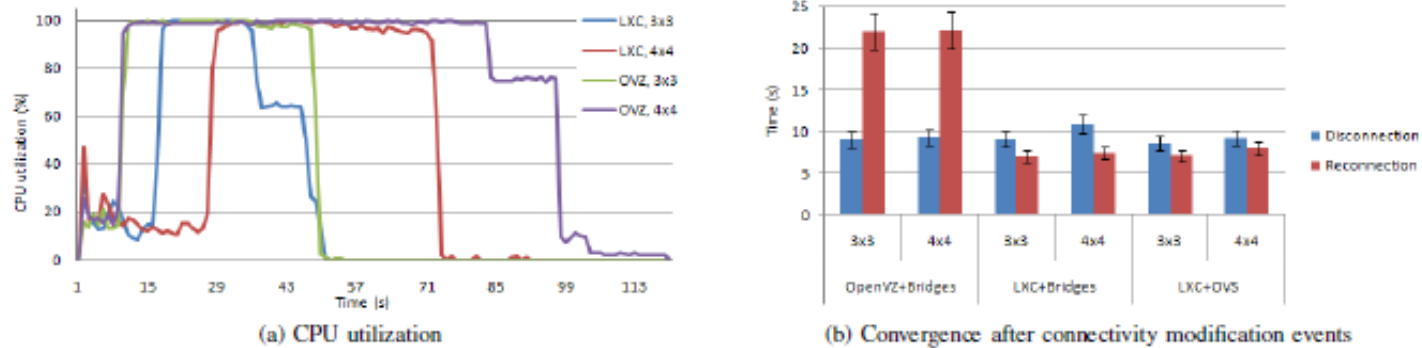 100
80
60
40
20
0
CPU utilization (%)
1 15 29 43 57 71 85 99 115
Time (s)
LXC, 3x3
LXC, 4x4
OVZ, 3x3
OVZ, 4x4
(a) CPU utilization
25
20
15
10
5
0
Time (s)
3x3 4x4 3x3 4x4 3x3 4x4
OpenVZ+Bridges LXC+Bridges LXC+OVS
Disconnection
Reconnection
(b) Convergence after connectivity modification events